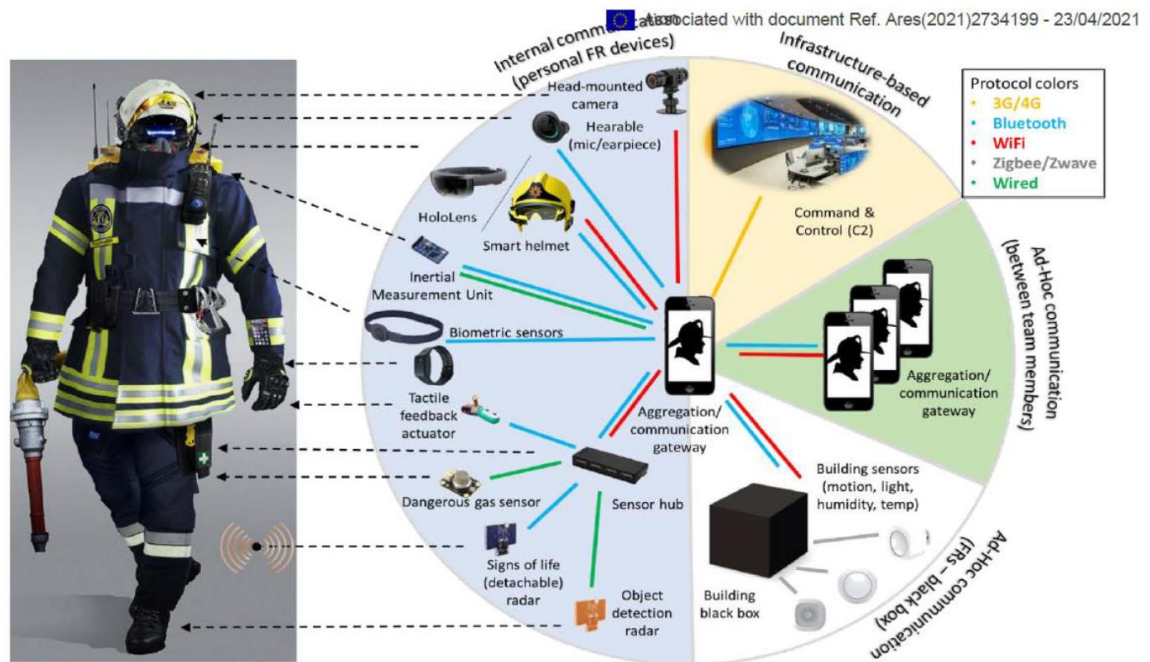 Associated with document Ref. Ares(2021)2734199 - 23/04/2021
Internal communication
(personal FR devices)
Infrastructure-based
communication
Protocol colors
• 3G/4G
• Bluetooth
• WiFi
• Zigbee/Zwave
• Wired
Head-mounted
camera
Hearable
(mic/earpiece)
HoloLens
Smart helmet
Command &
Control (C2)
Inertial
Measurement Unit
Biometric sensors
Ad-Hoc communication
(between team members)
Aggregation/
communication
gateway
Tactile
feedback
actuator
Aggregation/
communication
gateway
Dangerous gas sensor
Sensor hub
Building sensors
(motion, light,
humidity, temp)
Signs of life
(detachable)
radar
Object
detection
radar
Building
black box
Ad-Hoc communication
(FRs – black box)